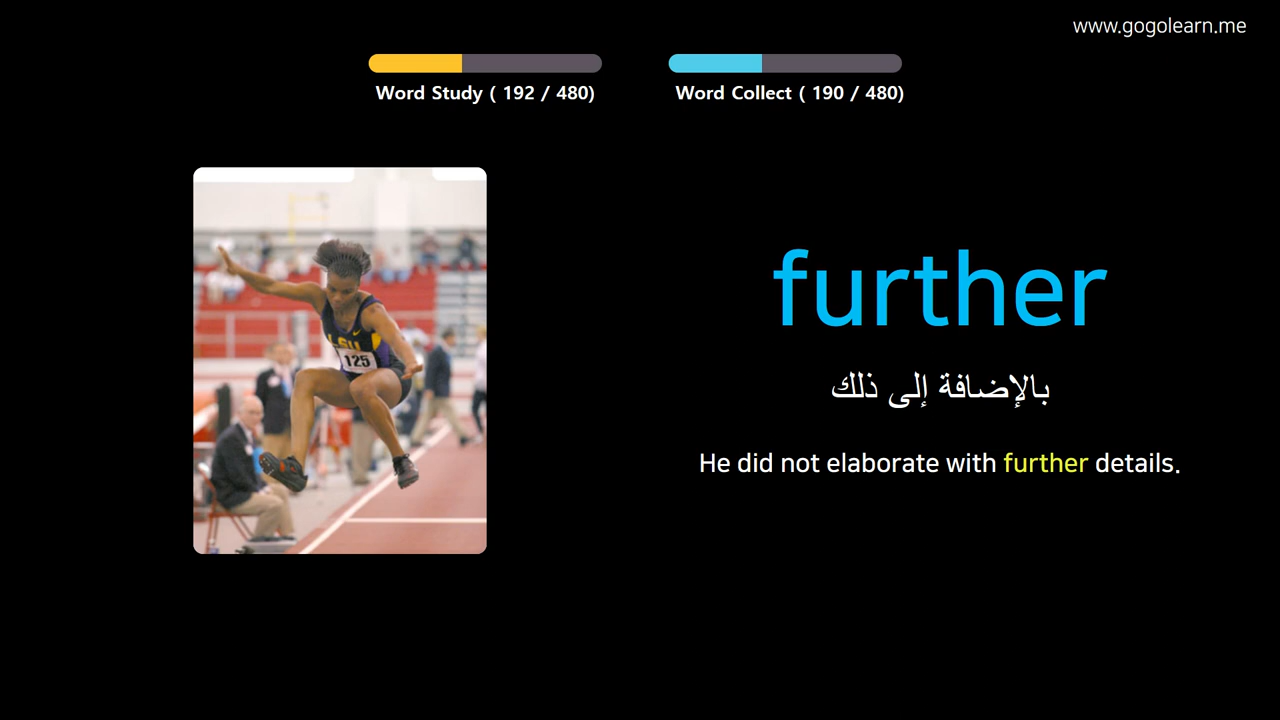 www.gogolearn.me
Word Study ( 192 / 480)
Word Collect ( 190 / 480)
LSU
125
further
بالإضافة إلى ذلك
He did not elaborate with further details.